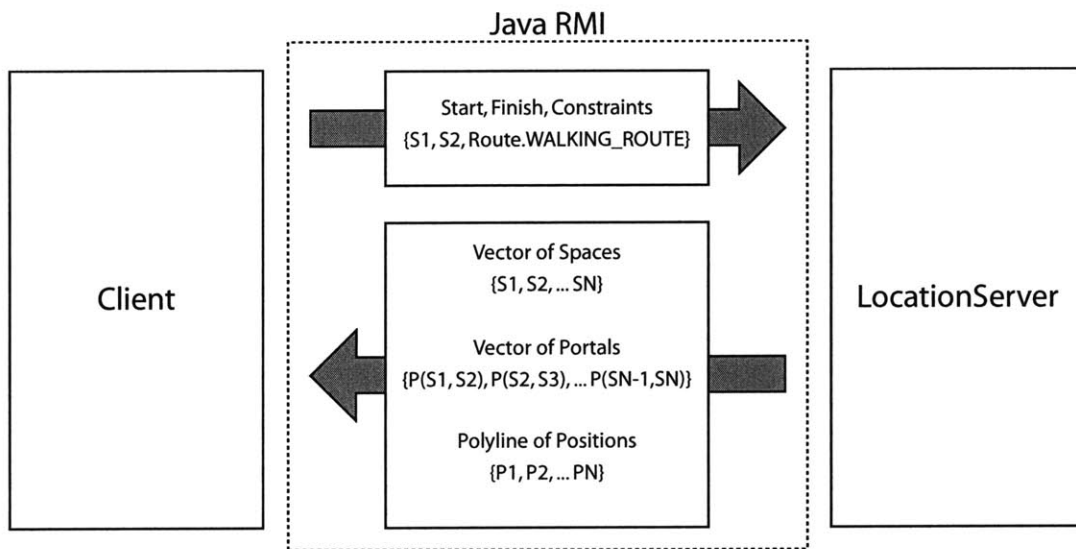 Java RMI
Start, Finish, Constraints
{S1, S2, Route.WALKING_ROUTE}
Client
Vector of Spaces
{S1, S2, ... SN}
Vector of Portals
{P(S1, S2), P(S2, S3), ... P(SN-1,SN)}
Polyline of Positions
{P1, P2, ... PN}
LocationServer